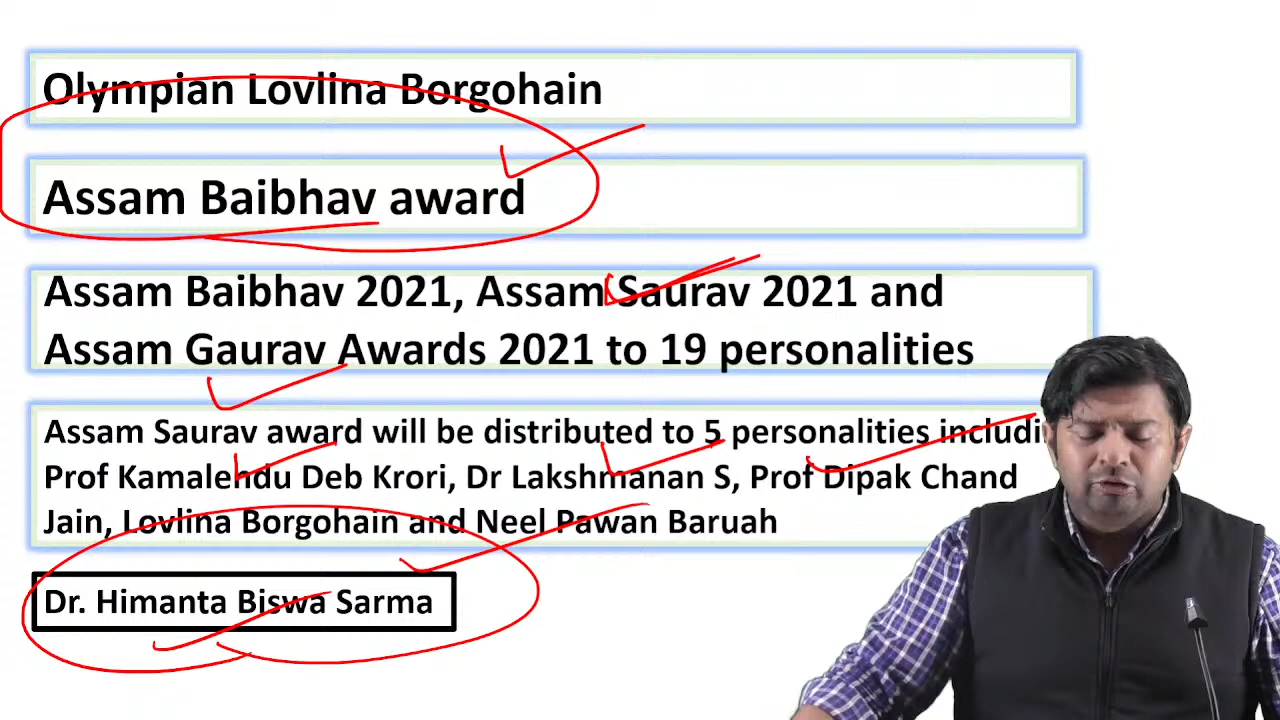 Olympian Lovlina Borgohain
Assam Baibhav award
Assam Baibhav 2021, Assam Saurav 2021 and
Assam Gaurav Awards 2021 to 19 personalities
Assam Saurav award will be distributed to 5 personalities includi
Prof Kamalendu Deb Krori, Dr Lakshmanan S, Prof Dipak Chand
Jain, Lovlina Borgohain and Neel Pawan Baruah
Dr. Himanta Biswa Sarma